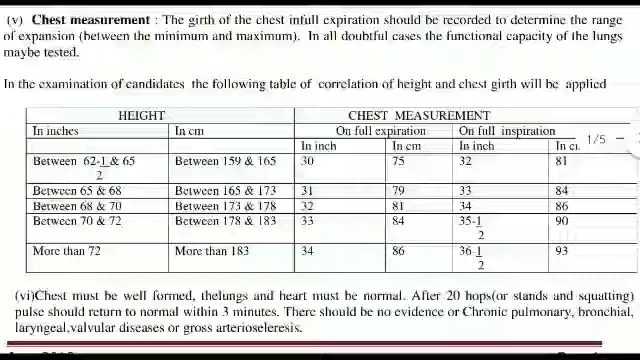 (v) Chest measurement : The girth of the chest infull expiration should be recorded to determine the range
of expansion (between the minimum and maximum). In all doubtful cases the functional capacity of the lungs
maybe tested.
In the examination of candidates the following table of correlation of height and chest girth will be applied
HEIGHT CHEST MEASUREMENT
In inches In cm On full expiration On full inspiration
In inch In cm In inch In c
1/5
Between 62-1/2 & 65 Between 159 & 165 30 75 32 81
Between 65 & 68 Between 165 & 173 31 79 33 84
Between 68 & 70 Between 173 & 178 32 81 34 86
Between 70 & 72 Between 178 & 183 33 84 35-1/2 90
More than 72 More than 183 34 86 36-1/2 93
(vi)Chest must be well formed, thelungs and heart must be normal. After 20 hops(or stands and squatting)
pulse should return to normal within 3 minutes. There should be no evidence or Chronic pulmonary, bronchial,
laryngeal,valvular diseases or gross arterioseleresis.